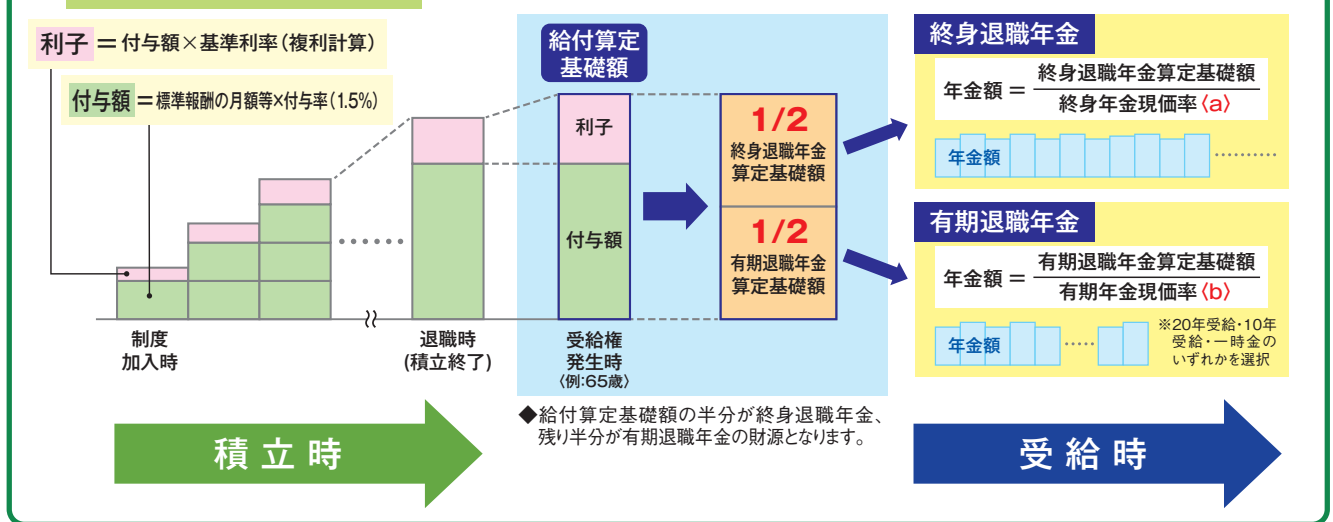 利子＝付与額×基準利率(複利計算)
付与額＝標準報酬の月額等×付与率(1.5%)
制度
加入時
退職時
(積立終了)
給付算定
基礎額
利子
付与額
受給権
発生時
〈例：65歳〉
1/2
終身退職年金
算定基礎額
1/2
有期退職年金
算定基礎額
◆給付算定基礎額の半分が終身退職年金、
残り半分が有期退職年金の財源となります。
終身退職年金
年金額＝終身退職年金算定基礎額
終身年金現価率〈a〉
年金額
有期退職年金
年金額＝有期退職年金算定基礎額
有期年金現価率〈b〉
年金額
※20年受給・10年
受給・一時金の
いずれかを選択
積立時
受給時